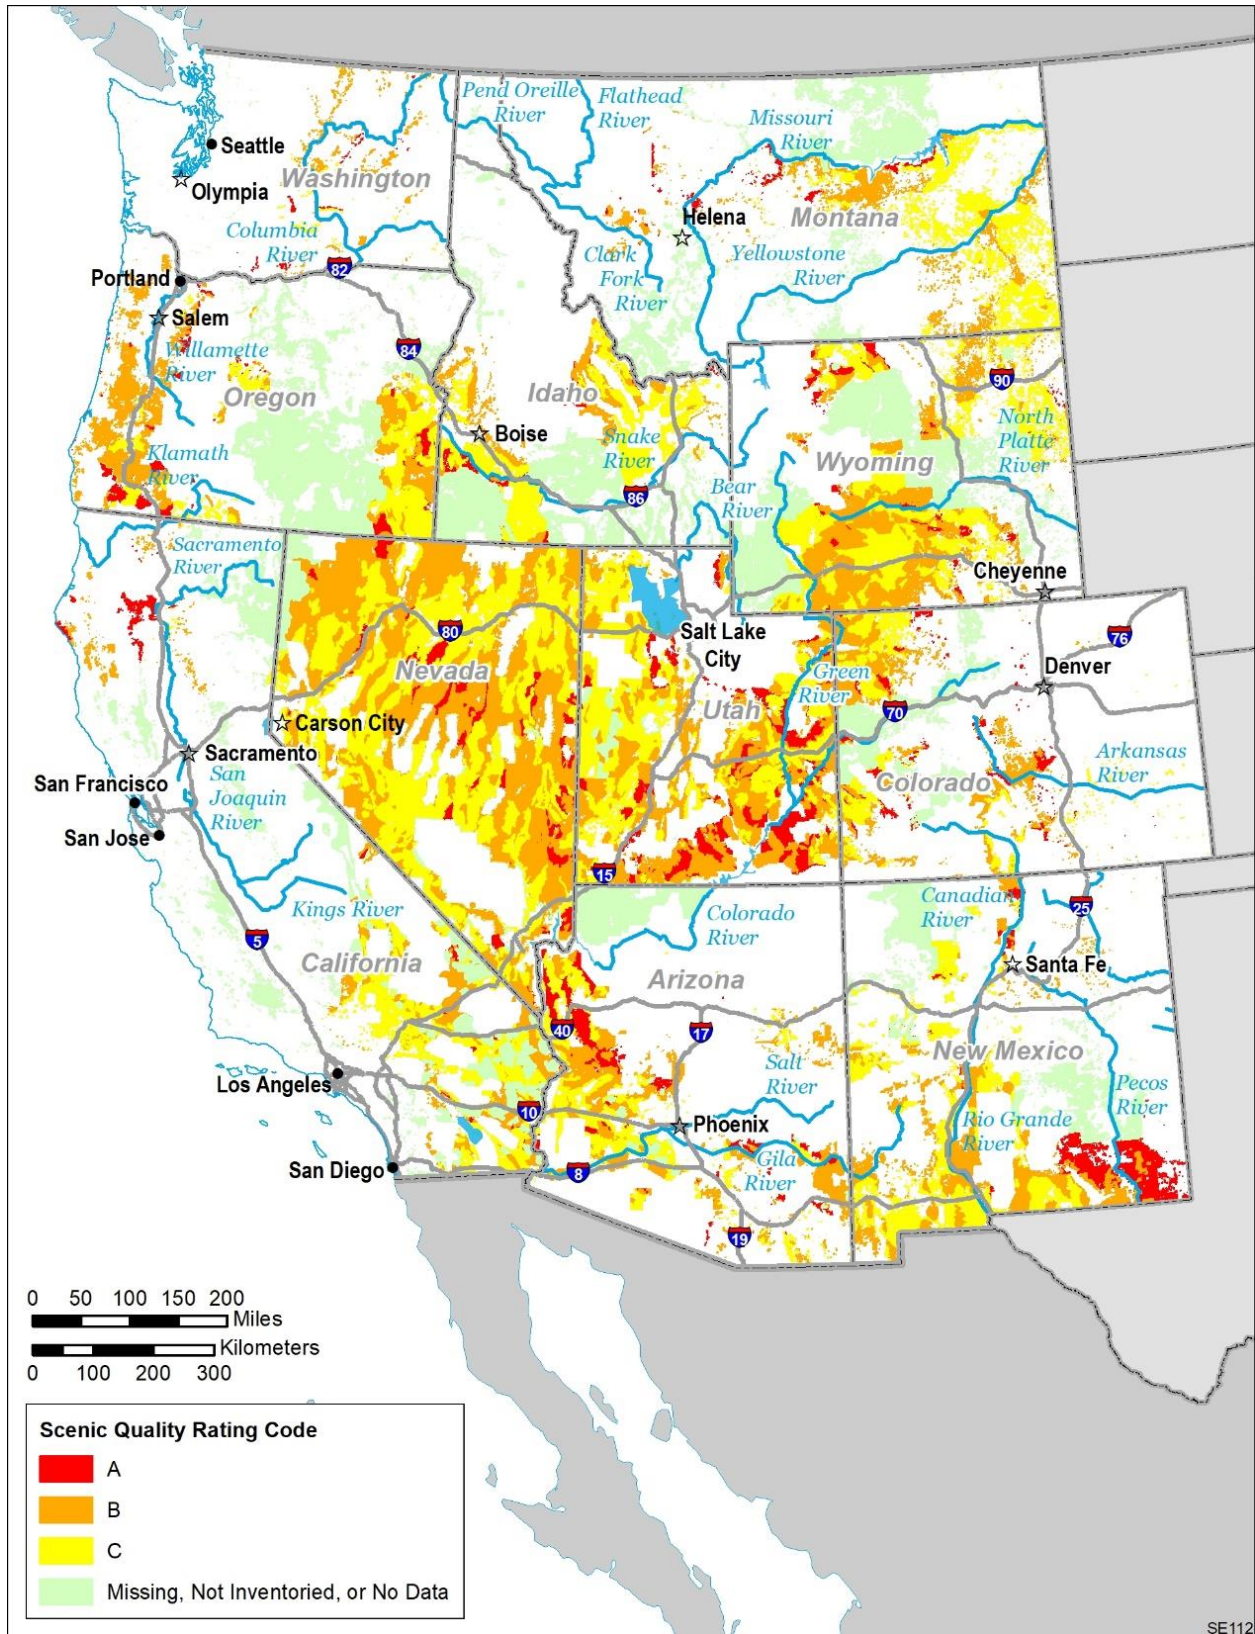 Pend Oreille
River
Flathead
River
Missouri
River
Seattle
Olympia
Washington
Columbia
River
82
Helena
Montana
Clark
Fork
River
Yellowstone
River
Portland
Salem
Willamette
River
84
Oregon
Idaho
90
Boise
Snake
River
North
Platte
River
Klamath
River
Wyoming
86
Bear
River
Sacramento
River
Cheyenne
80
Salt Lake
City
76
Nevada
Green
River
Denver
Utah
70
Carson City
Sacramento
San Francisco
San
Joaquin
River
San Jose
Colorado
Arkansas
River
15
Kings River
Colorado
River
Canadian
River
25
5
California
Arizona
Santa Fe
40
17
New Mexico
Los Angeles
Salt
River
Pecos
River
10
Phoenix
Rio Grande
River
San Diego
8
Gila
River
19
0 50 100 150 200
Miles
Kilometers
0 100 200 300
Scenic Quality Rating Code
A
B
C
Missing, Not Inventoried, or No Data
SE112